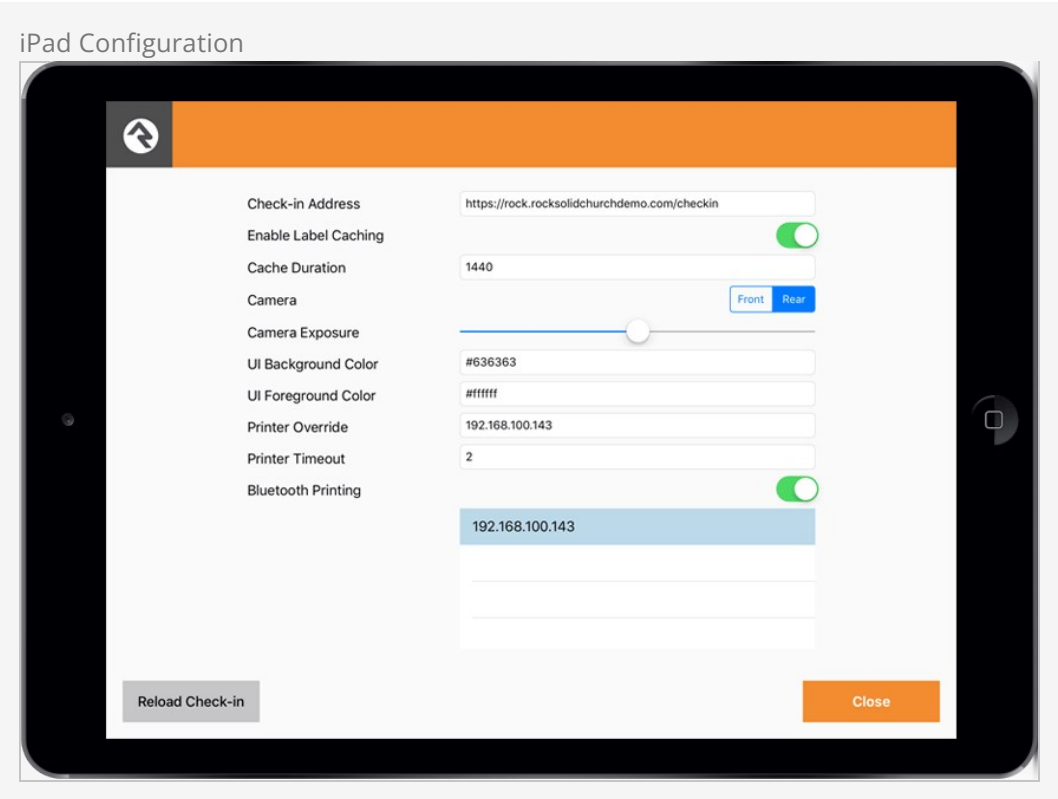 iPad Configuration
Check-in Address https://rock.rocksolidchurchdemo.com/checkin
Enable Label Caching
Cache Duration 1440
Camera Front Rear
Camera Exposure
UI Background Color #636363
UI Foreground Color #ffffff
Printer Override 192.168.100.143
Printer Timeout 2
Bluetooth Printing
192.168.100.143
Reload Check-in Close